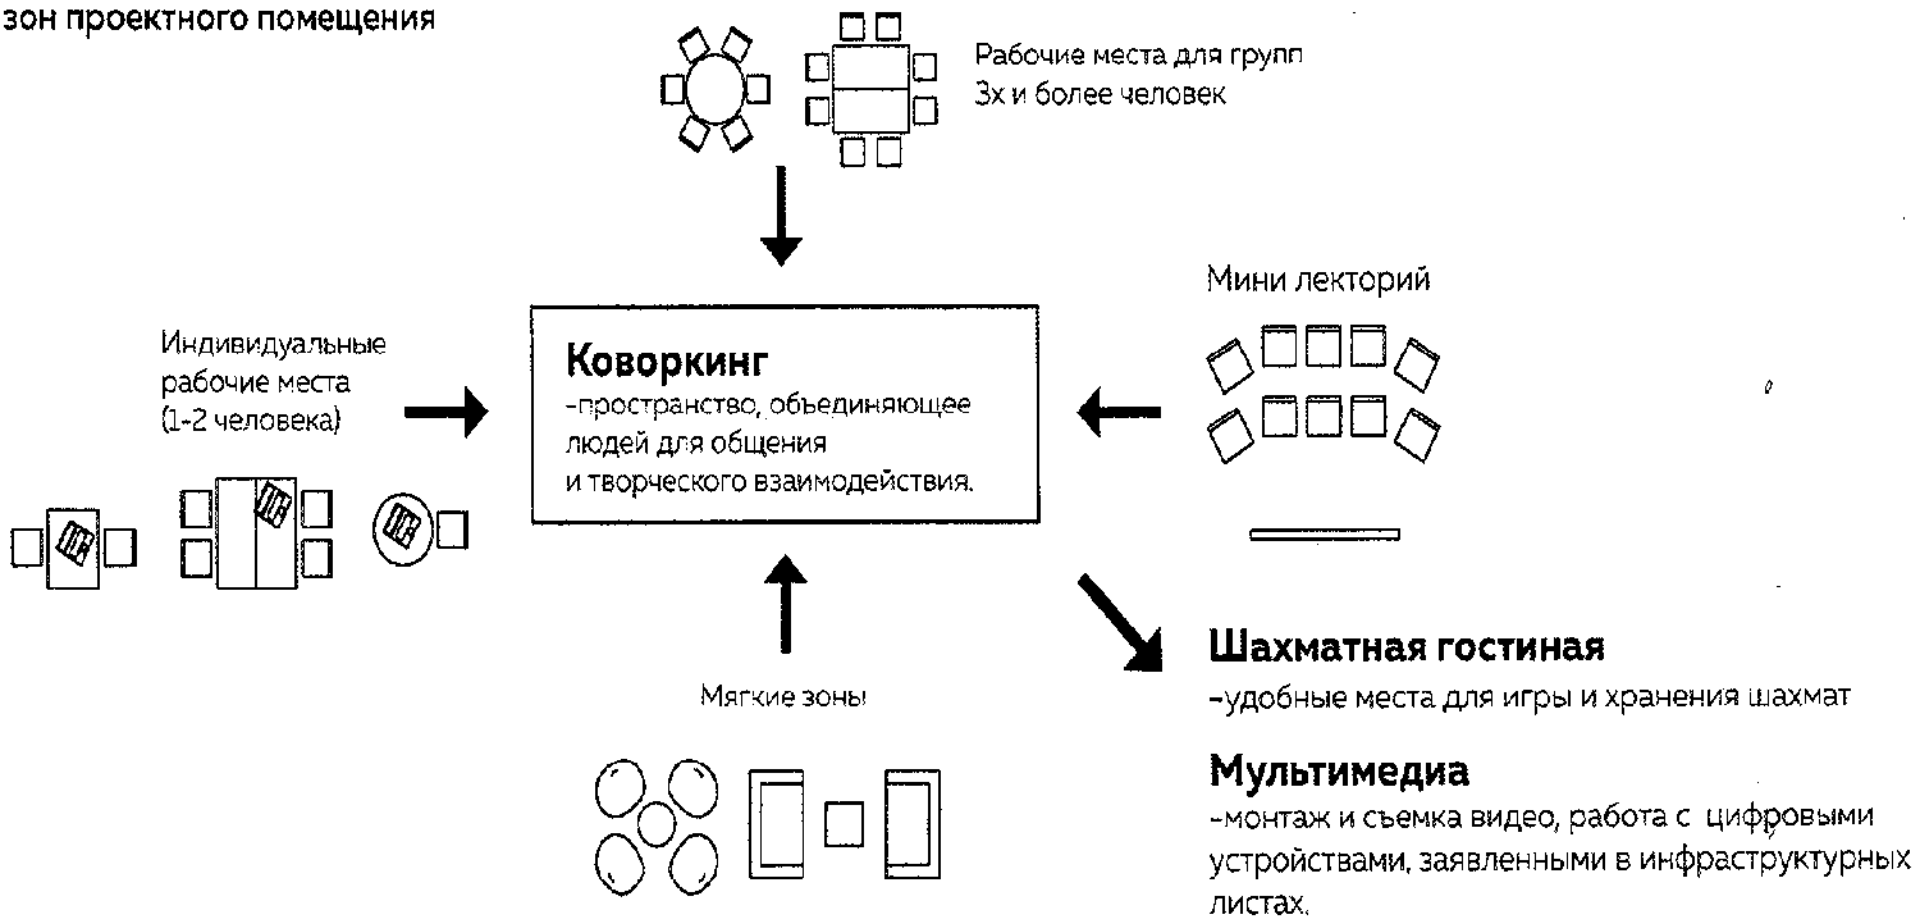 зон проектного помещения
Рабочие места для групп
3х и более человек
Мини лекторий
Индивидуальные
рабочие места
(1-2 человека)
Коворкинг
-пространство, объединяющее
людей для общения
и творческого взаимодействия.
Мягкие зоны
Шахматная гостиная
-удобные места для игры и хранения шахмат
Мультимедиа
-монтаж и съемка видео, работа с цифровыми
устройствами, заявленными в инфраструктурных
листах.